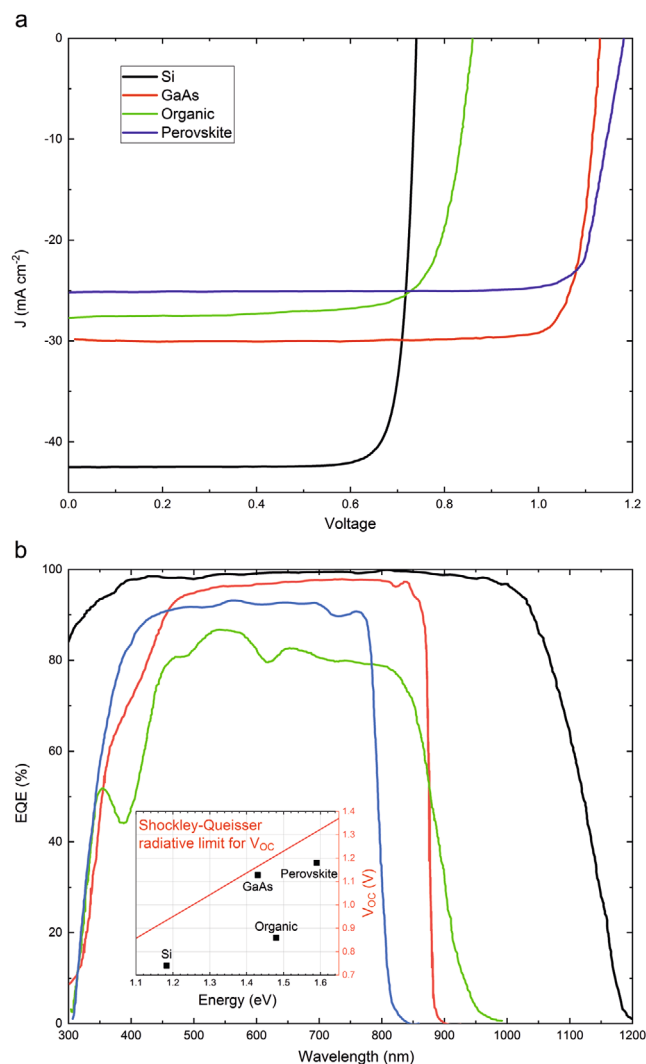 a
0
-10
-20
-30
-40
J (mA cm⁻²)
Si
GaAs
Organic
Perovskite
0.0 0.2 0.4 0.6 0.8 1.0 1.2
Voltage
b
100
80
60
40
20
0
EQE (%)
Shockley-Queisser
radiative limit for V_OC
GaAs
Perovskite
Organic
Si
1.4
1.3
1.2
1.1
1.0
0.9
0.8
0.7
V_OC (V)
1.1 1.2 1.3 1.4 1.5 1.6
Energy (eV)
300 400 500 600 700 800 900 1000 1100 1200
Wavelength (nm)